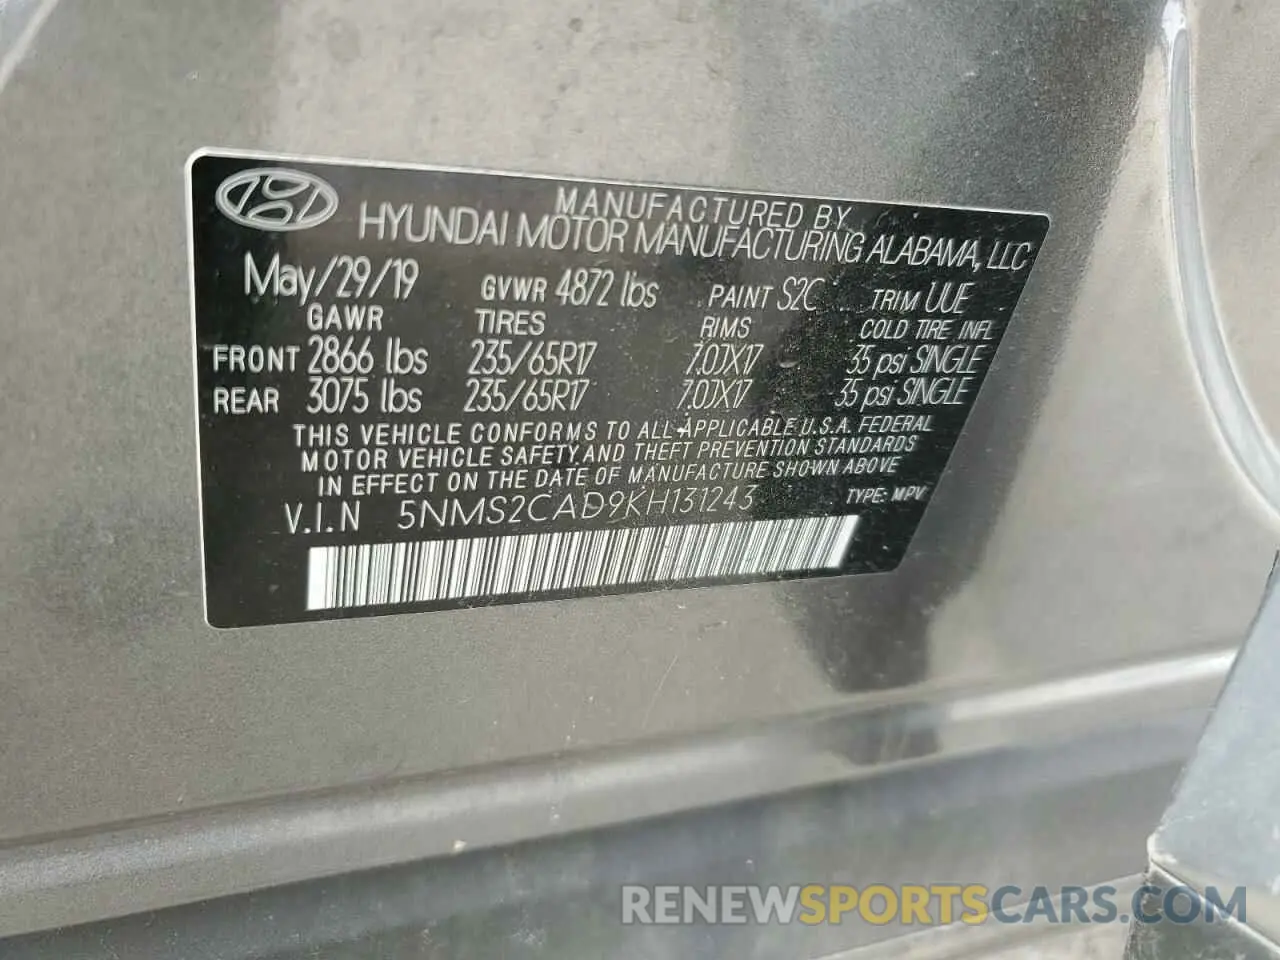 MANUFACTURED BY
HYUNDAI MOTOR MANUFACTURING ALABAMA, LLC
May/29/19 GVWR 4872 lbs PAINT S2C TRIM UUE
GAWR TIRES RIMS COLD TIRE INFL
FRONT 2866 lbs 235/65R17 7.0JX17 35 psi SINGLE
REAR 3075 lbs 235/65R17 7.0JX17 35 psi SINGLE
THIS VEHICLE CONFORMS TO ALL APPLICABLE U.S.A. FEDERAL
MOTOR VEHICLE SAFETY AND THEFT PREVENTION STANDARDS
IN EFFECT ON THE DATE OF MANUFACTURE SHOWN ABOVE
V.I.N 5NMS2CAD9KH131243 TYPE: MPV
RENEWSPORTSCARS.COM